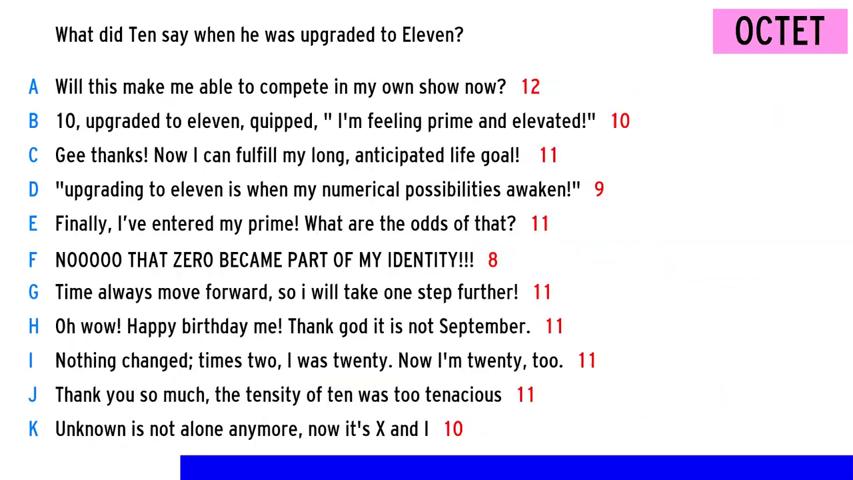 What did Ten say when he was upgraded to Eleven?
OCTET
A Will this make me able to compete in my own show now? 12
B 10, upgraded to eleven, quipped, " I'm feeling prime and elevated!" 10
C Gee thanks! Now I can fulfill my long, anticipated life goal! 11
D "upgrading to eleven is when my numerical possibilities awaken!" 9
E Finally, I've entered my prime! What are the odds of that? 11
F NOOOOO THAT ZERO BECAME PART OF MY IDENTITY!!! 8
G Time always move forward, so i will take one step further! 11
H Oh wow! Happy birthday me! Thank god it is not September. 11
I Nothing changed; times two, I was twenty. Now I'm twenty, too. 11
J Thank you so much, the tensity of ten was too tenacious 11
K Unknown is not alone anymore, now it's X and I 10